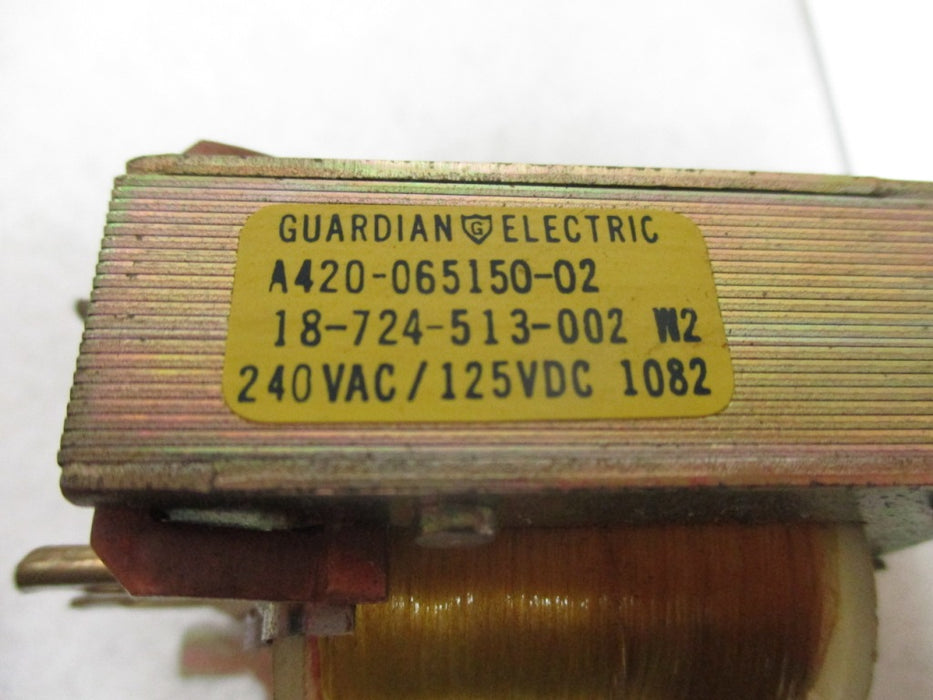 GUARDIAN G ELECTRIC
A420-065150-02
18-724-513-002 W2
240VAC/125VDC 1082